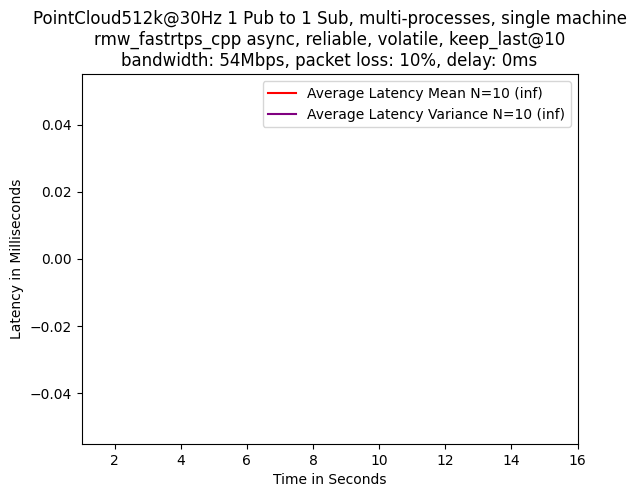 PointCloud512k@30Hz 1 Pub to 1 Sub, multi-processes, single machine
rmw_fastrtps_cpp async, reliable, volatile, keep_last@10
bandwidth: 54Mbps, packet loss: 10%, delay: 0ms
Average Latency Mean N=10 (inf)
Average Latency Variance N=10 (inf)
Latency in Milliseconds
0.04
0.02
0.00
−0.02
−0.04
2 4 6 8 10 12 14 16
Time in Seconds